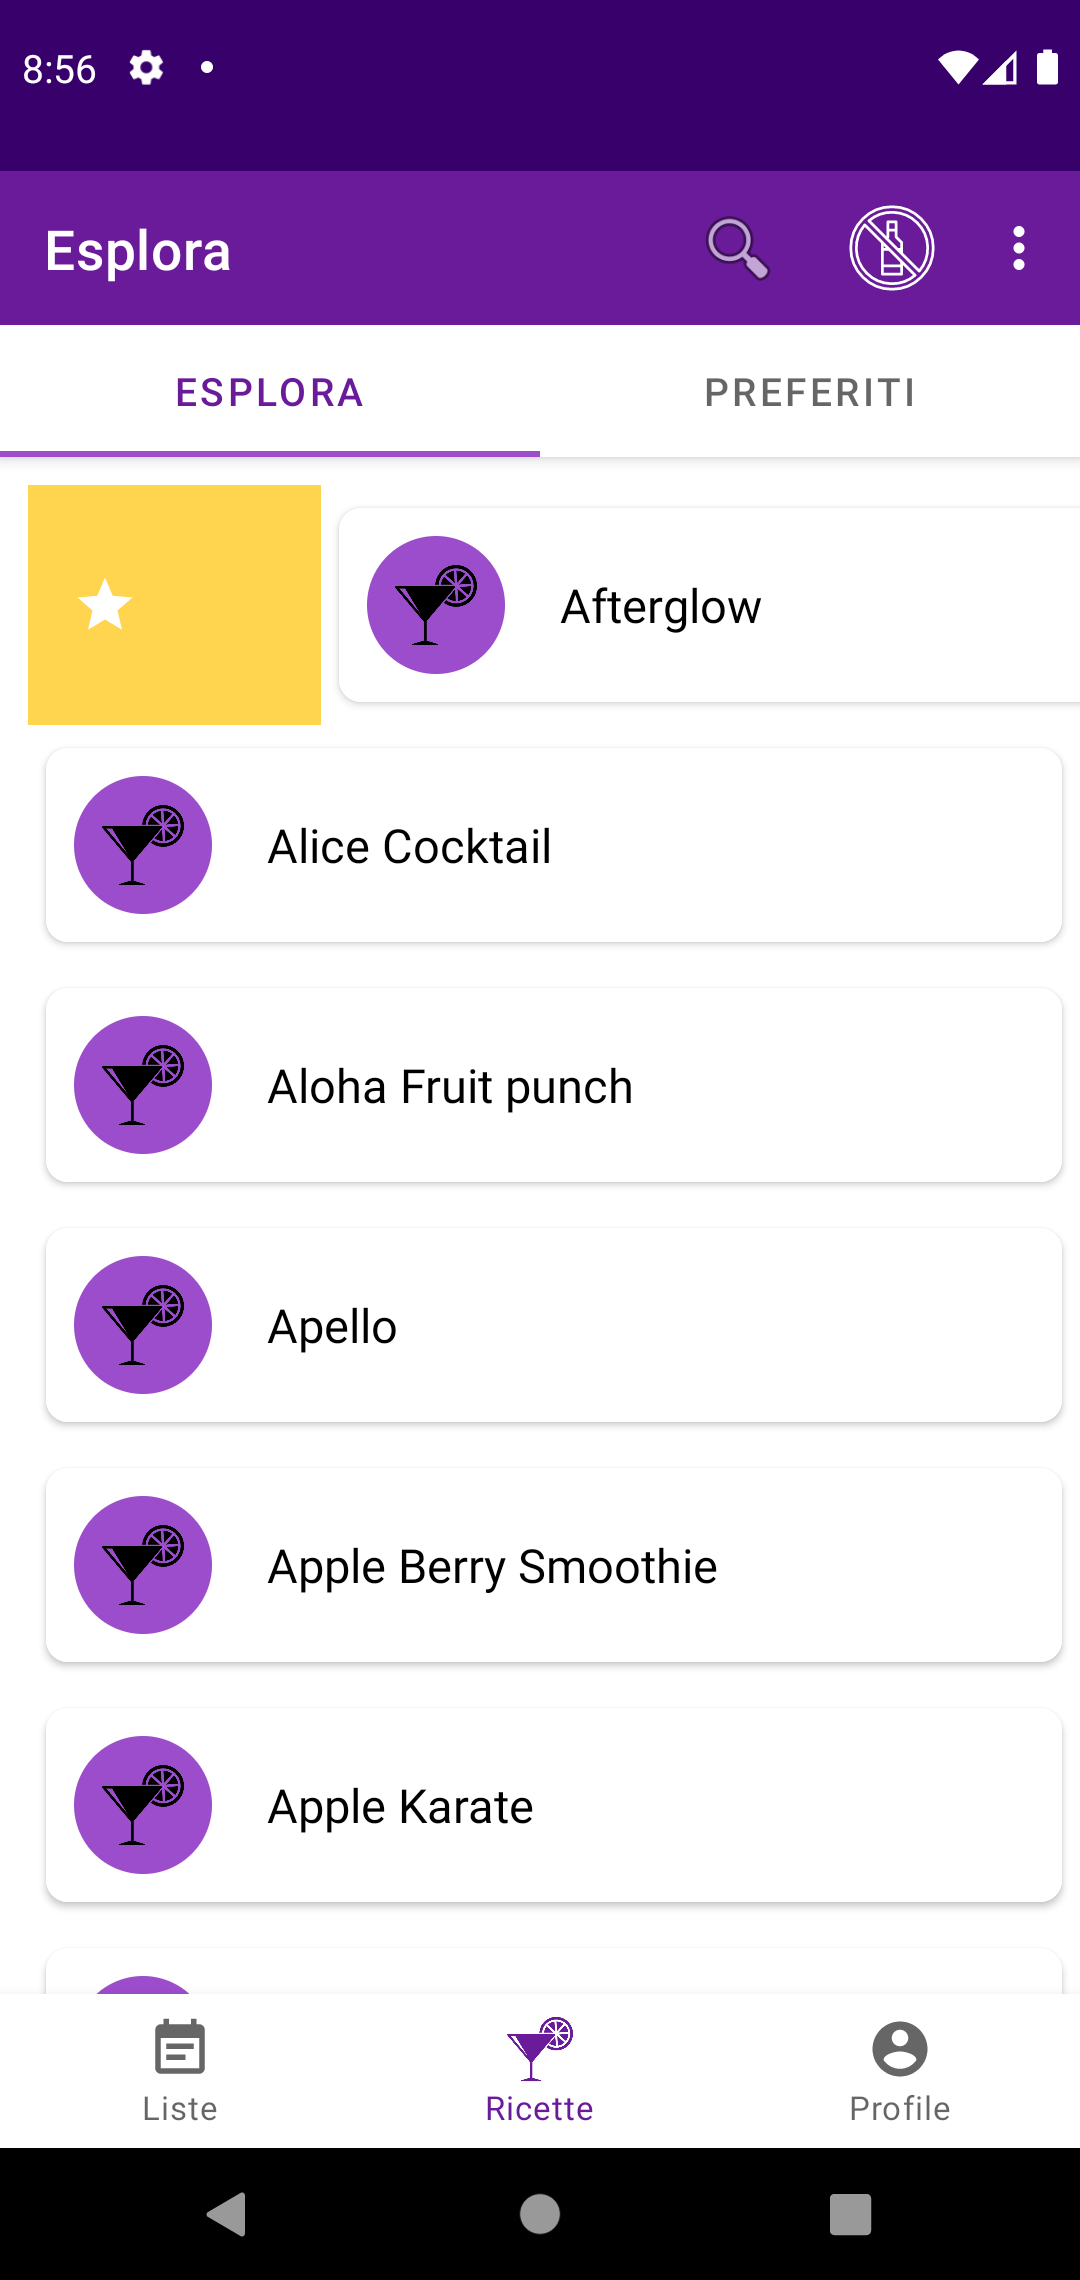 8:56
Esplora
ESPLORA
PREFERITI
Afterglow
Alice Cocktail
Aloha Fruit punch
Apello
Apple Berry Smoothie
Apple Karate
Liste
Ricette
Profile